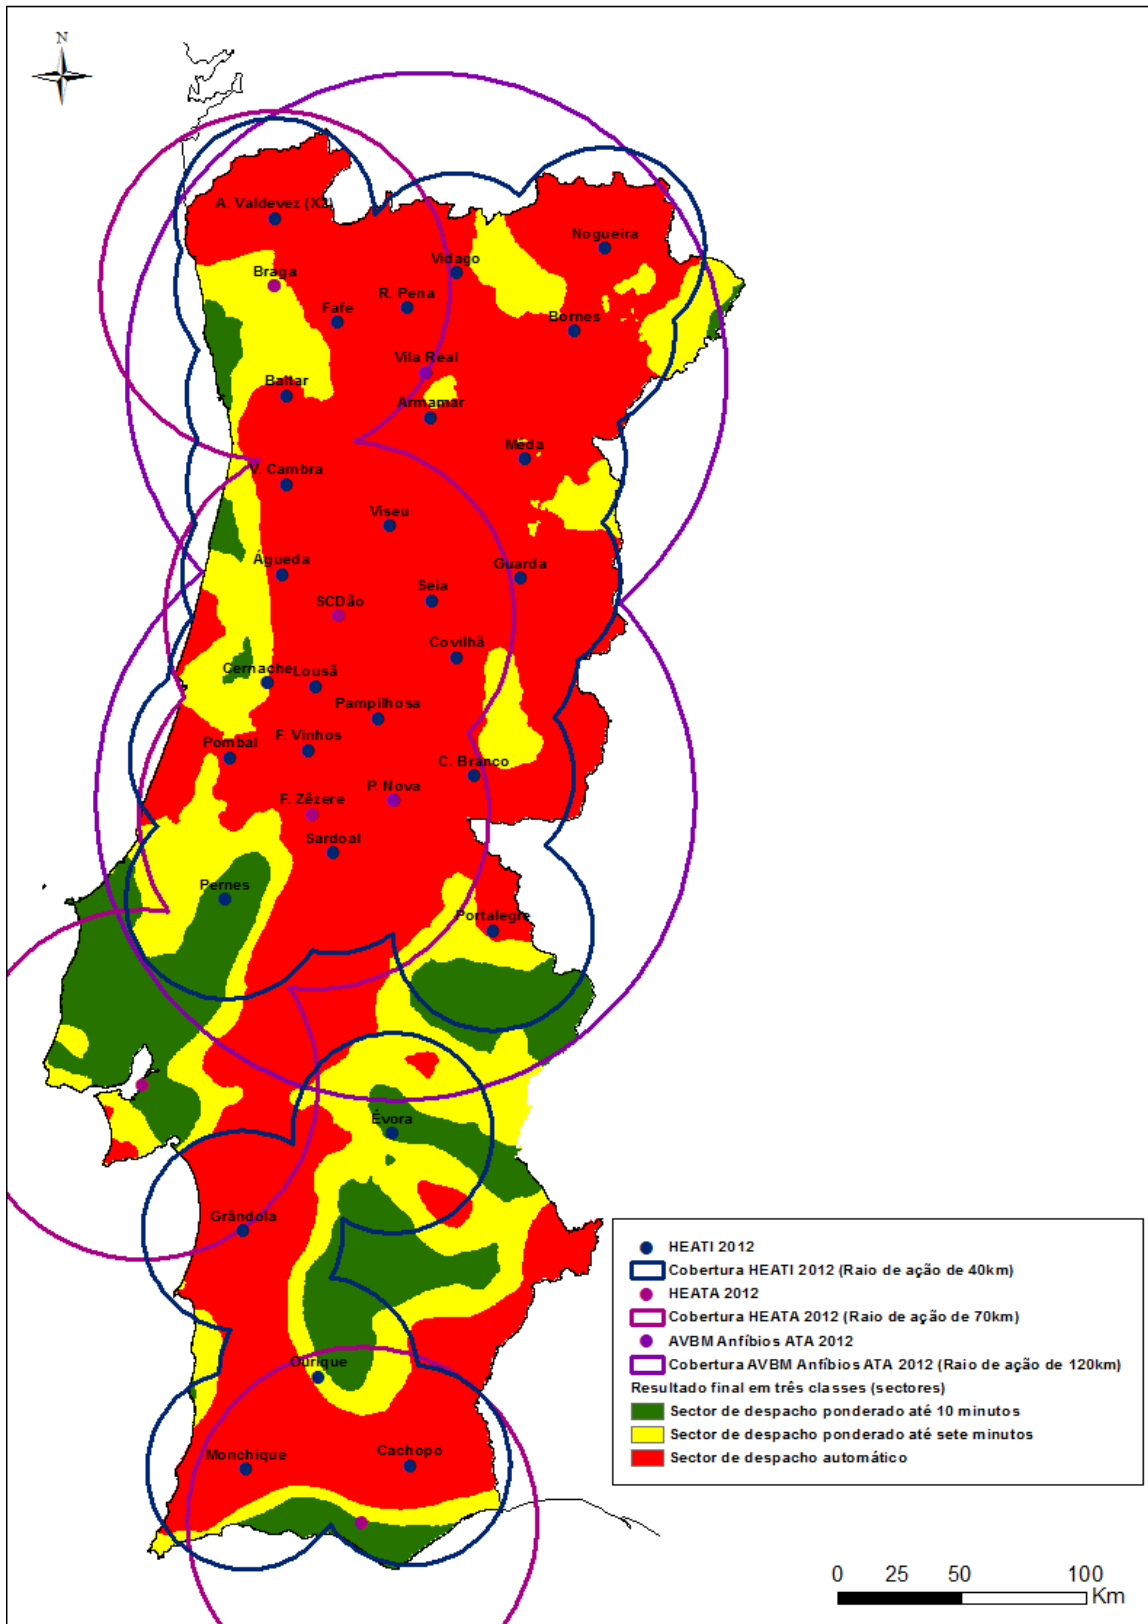 N
A. Valdevez (X2)
Nogueira
Braga
Vidago
R. Pena
Fafe
Bornes
Vila Real
Baltar
Armamar
Meda
V. Cambra
Viseu
Águeda
Guarda
Seia
SCDão
Covilhã
Cernache
Lousã
Pampilhosa
F. Vinhos
Pombal
C. Branco
P. Nova
F. Zêzere
Sardoal
Pernes
Portalegre
Évora
Grândola
Ourique
Monchique
Cachopo
HEATI 2012
Cobertura HEATI 2012 (Raio de ação de 40km)
HEATA 2012
Cobertura HEATA 2012 (Raio de ação de 70km)
AVBM Anfíbios ATA 2012
Cobertura AVBM Anfíbios ATA 2012 (Raio de ação de 120km)
Resultado final em três classes (sectores)
Sector de despacho ponderado até 10 minutos
Sector de despacho ponderado até sete minutos
Sector de despacho automático
0 25 50 100
Km